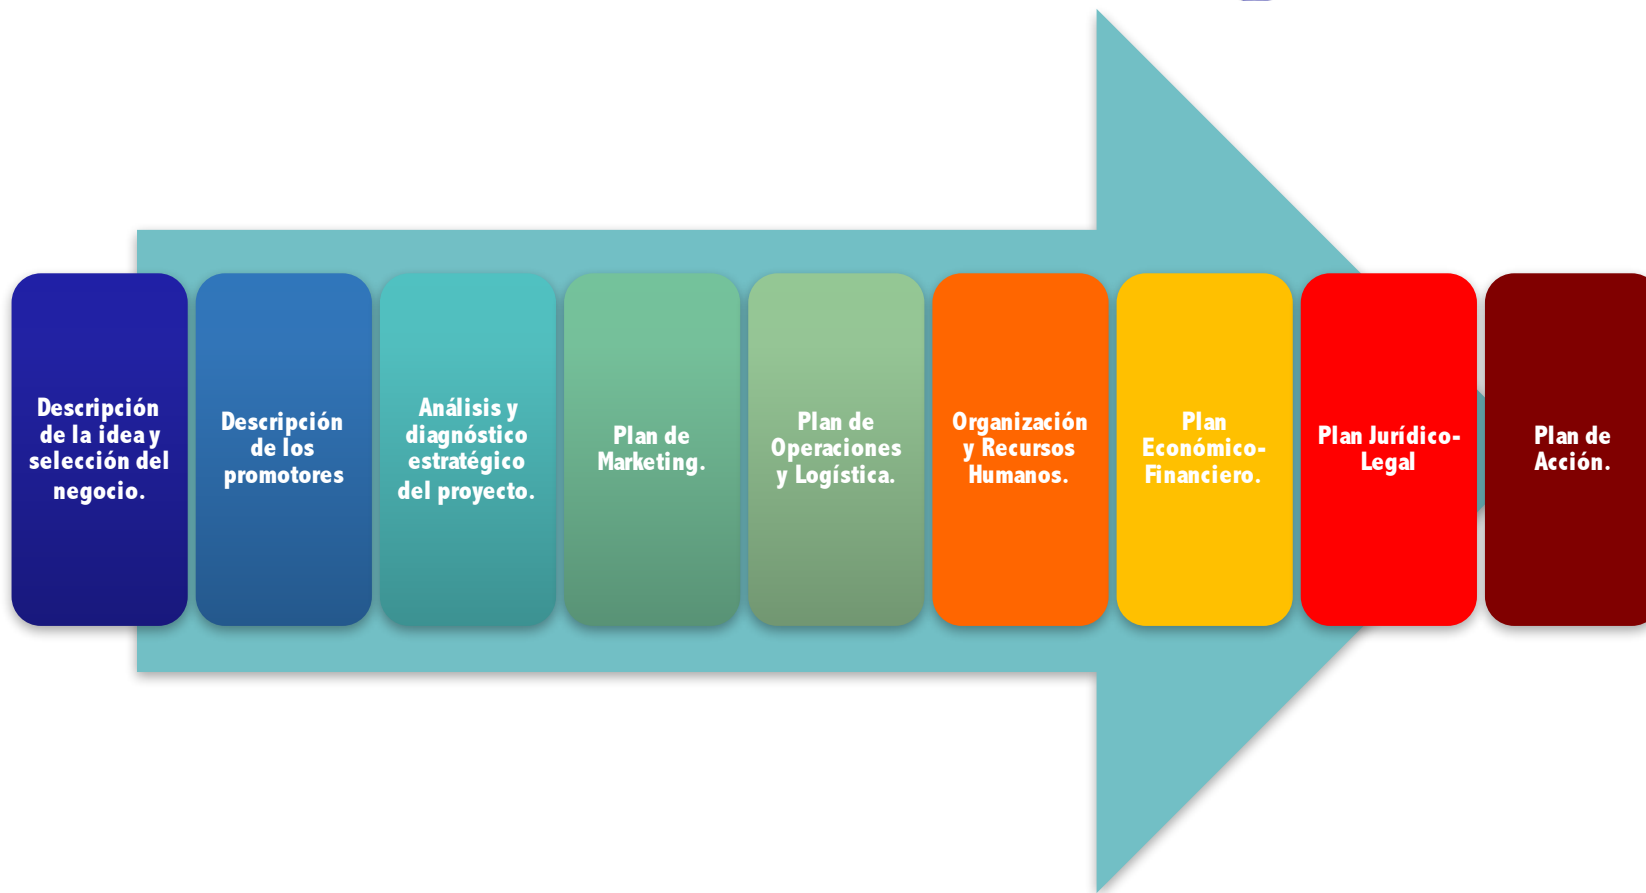 Descripción
de la idea y
selección del
negocio.
Descripción
de los
promotores
Análisis y
diagnóstico
estratégico
del proyecto.
Plan de
Marketing.
Plan de
Operaciones
y Logística.
Organización
y Recursos
Humanos.
Plan
Económico-
Financiero.
Plan Jurídico-
Legal
Plan de
Acción.